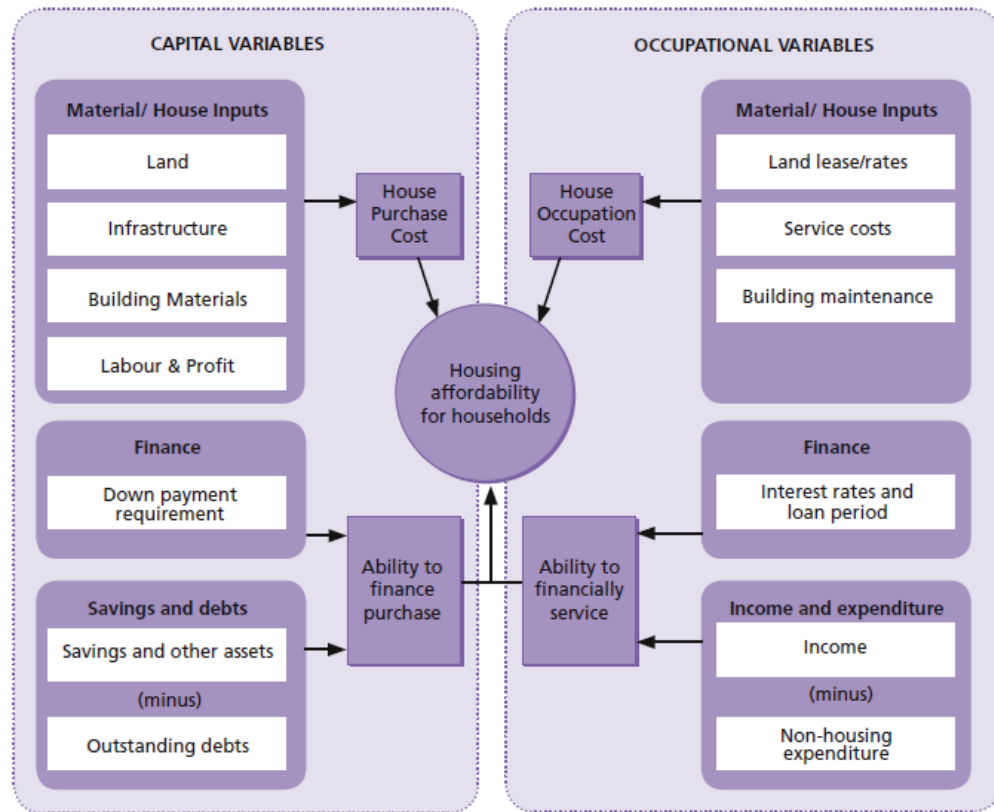 CAPITAL VARIABLES
Material/ House Inputs
Land
Infrastructure
Building Materials
Labour & Profit
House
Purchase
Cost
Finance
Down payment
requirement
Savings and debts
Savings and other assets
(minus)
Outstanding debts
Ability to
finance
purchase
Housing
affordability
for households
OCCUPATIONAL VARIABLES
Material/ House Inputs
Land lease/rates
Service costs
Building maintenance
House
Occupation
Cost
Finance
Interest rates and
loan period
Income and expenditure
Income
(minus)
Non-housing
expenditure
Ability to
financially
service